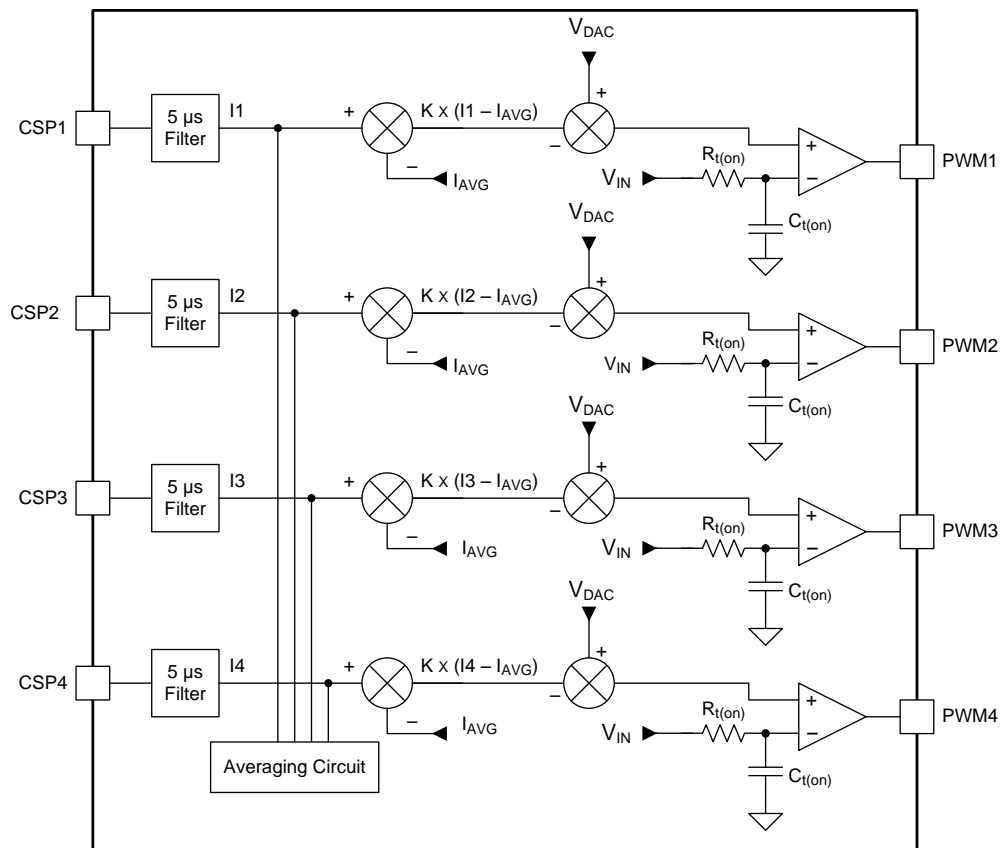 V_DAC
CSP1
5 µs
Filter
I1
+
K X (I1 – I_AVG)
+
–
–
I_AVG
V_IN
R_t(on)
C_t(on)
+
–
PWM1
V_DAC
CSP2
5 µs
Filter
I2
+
K X (I2 – I_AVG)
+
–
–
I_AVG
V_IN
R_t(on)
C_t(on)
+
–
PWM2
V_DAC
CSP3
5 µs
Filter
I3
+
K X (I3 – I_AVG)
+
–
–
I_AVG
V_IN
R_t(on)
C_t(on)
+
–
PWM3
V_DAC
CSP4
5 µs
Filter
I4
+
K X (I4 – I_AVG)
+
–
–
I_AVG
V_IN
R_t(on)
C_t(on)
+
–
PWM4
Averaging Circuit